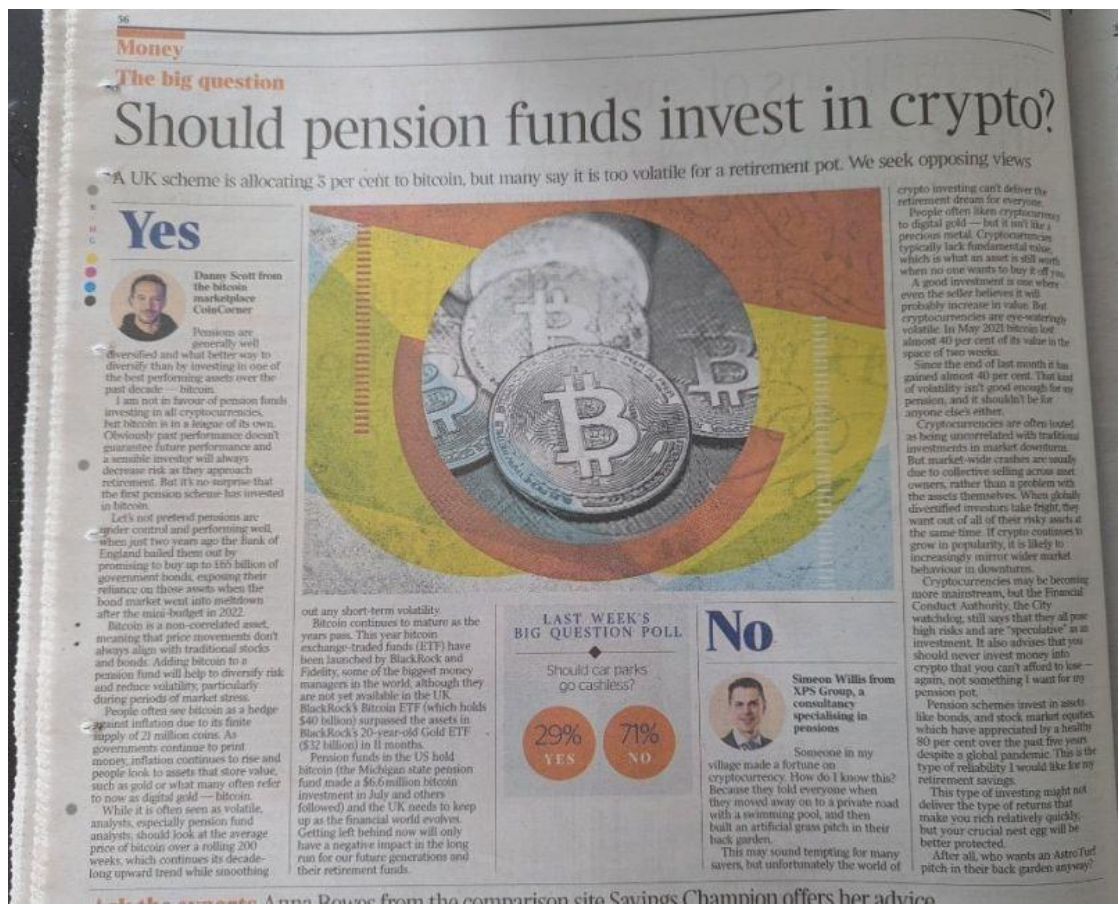 56
Money
The big question
Should pension funds invest in crypto?
A UK scheme is allocating 3 per cent to bitcoin, but many say it is too volatile for a retirement pot. We seek opposing views
Yes
Danny Scott from
the bitcoin
marketplace
CoinCorner
Pensions are
generally well
diversified and what better way to
diversify than by investing in one of
the best performing assets over the
past decade — bitcoin.
I am not in favour of pension funds
investing in all cryptocurrencies,
but bitcoin is in a league of its own.
Obviously past performance doesn't
guarantee future performance and
a sensible investor will always
decrease risk as they approach
retirement. But it's no surprise that
the first pension scheme has invested
in bitcoin.
Let's not pretend pensions are
under control and performing well,
when just two years ago the Bank of
England bailed them out by
promising to buy up to £65 billion of
government bonds, exposing their
reliance on those assets when the
bond market went into meltdown
after the mini-budget in 2022.
Bitcoin is a non-correlated asset,
meaning that price movements don't
always align with traditional stocks
and bonds. Adding bitcoin to a
pension fund will help to diversify risk
and reduce volatility, particularly
during periods of market stress.
People often see bitcoin as a hedge
against inflation due to its finite
supply of 21 million coins. As
governments continue to print
money, inflation continues to rise and
people look to assets that store value,
such as gold or what many often refer
to now as digital gold — bitcoin.
While it is often seen as volatile,
analysts, especially pension fund
analysts, should look at the average
price of bitcoin over a rolling 200
weeks, which continues its decade-
long upward trend while smoothing
out any short-term volatility.
Bitcoin continues to mature as the
years pass. This year bitcoin
exchange-traded funds (ETF) have
been launched by BlackRock and
Fidelity, some of the biggest money
managers in the world, although they
are not yet available in the UK.
BlackRock's Bitcoin ETF (which holds
$40 billion) surpassed the assets in
BlackRock's 20-year-old Gold ETF
($32 billion) in 11 months.
Pension funds in the US hold
bitcoin (the Michigan state pension
fund made a $6.6 million bitcoin
investment in July and others
followed) and the UK needs to keep
up as the financial world evolves.
Getting left behind now will only
have a negative impact in the long
run for our future generations and
their retirement funds.
LAST WEEK'S
BIG QUESTION POLL
Should car parks
go cashless?
29%
YES
71%
NO
No
Simeon Willis from
XPS Group, a
consultancy
specialising in
pensions
Someone in my
village made a fortune on
cryptocurrency. How do I know this?
Because they told everyone when
they moved away on to a private road
with a swimming pool, and then
built an artificial grass pitch in their
back garden.
This may sound tempting for many
savers, but unfortunately the world of
crypto investing can't deliver the
retirement dream for everyone.
People often liken cryptocurrency
to digital gold — but it isn't like a
precious metal. Cryptocurrencies
typically lack fundamental value,
which is what an asset is still worth
when no one wants to buy it off you.
A good investment is one where
even the seller believes it will
probably increase in value. But
cryptocurrencies are eye-wateringly
volatile. In May 2021 bitcoin lost
almost 40 per cent of its value in the
space of two weeks.
Since the end of last month it has
gained almost 40 per cent. That kind
of volatility isn't good enough for my
pension, and it shouldn't be for
anyone else's either.
Cryptocurrencies are often touted
as being uncorrelated with traditional
investments in market downturns.
But market-wide crashes are usually
due to collective selling across asset
owners, rather than a problem with
the assets themselves. When globally
diversified investors take fright, they
want out of all of their risky assets at
the same time. If crypto continues to
grow in popularity, it is likely to
increasingly mirror wider market
behaviour in downturns.
Cryptocurrencies may be becoming
more mainstream, but the Financial
Conduct Authority, the City
watchdog, still says that they all pose
high risks and are "speculative" as an
investment. It also advises that you
should never invest money into
crypto that you can't afford to lose —
again, not something I want for my
pension pot.
Pension schemes invest in assets
like bonds, and stock market equities,
which have appreciated by a healthy
80 per cent over the past five years
despite a global pandemic. This is the
type of reliability I would like for my
retirement savings.
This type of investing might not
deliver the type of returns that
make you rich relatively quickly,
but your crucial nest egg will be
better protected.
After all, who wants an AstroTurf
pitch in their back garden anyway?
Ask the experts Anna Bowes from the comparison site Savings Champion offers her advice